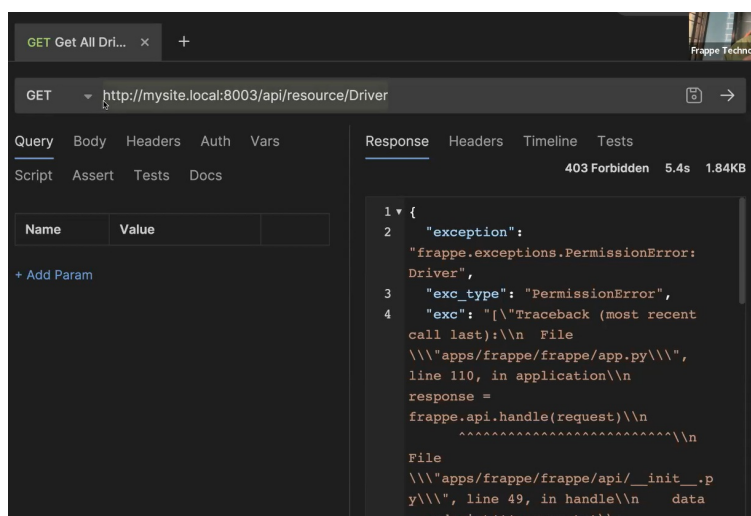 GET Get All Dri... × +
Frappe Techno
GET http://mysite.local:8003/api/resource/Driver
Query Body Headers Auth Vars
Script Assert Tests Docs
Name Value
+ Add Param
Response Headers Timeline Tests
403 Forbidden 5.4s 1.84KB
1 {
2 "exception":
"frappe.exceptions.PermissionError:
Driver",
3 "exc_type": "PermissionError",
4 "exc": "[\"Traceback (most recent
call last):\\n File
\\\"apps/frappe/frappe/app.py\\\",
line 110, in application\\n
response =
frappe.api.handle(request)\\n
^^^^^^^^^^^^^^^^^^^^^^^^^^\\n
File
\\\"apps/frappe/frappe/api/__init__.p
y\\\", line 49, in handle\\n data